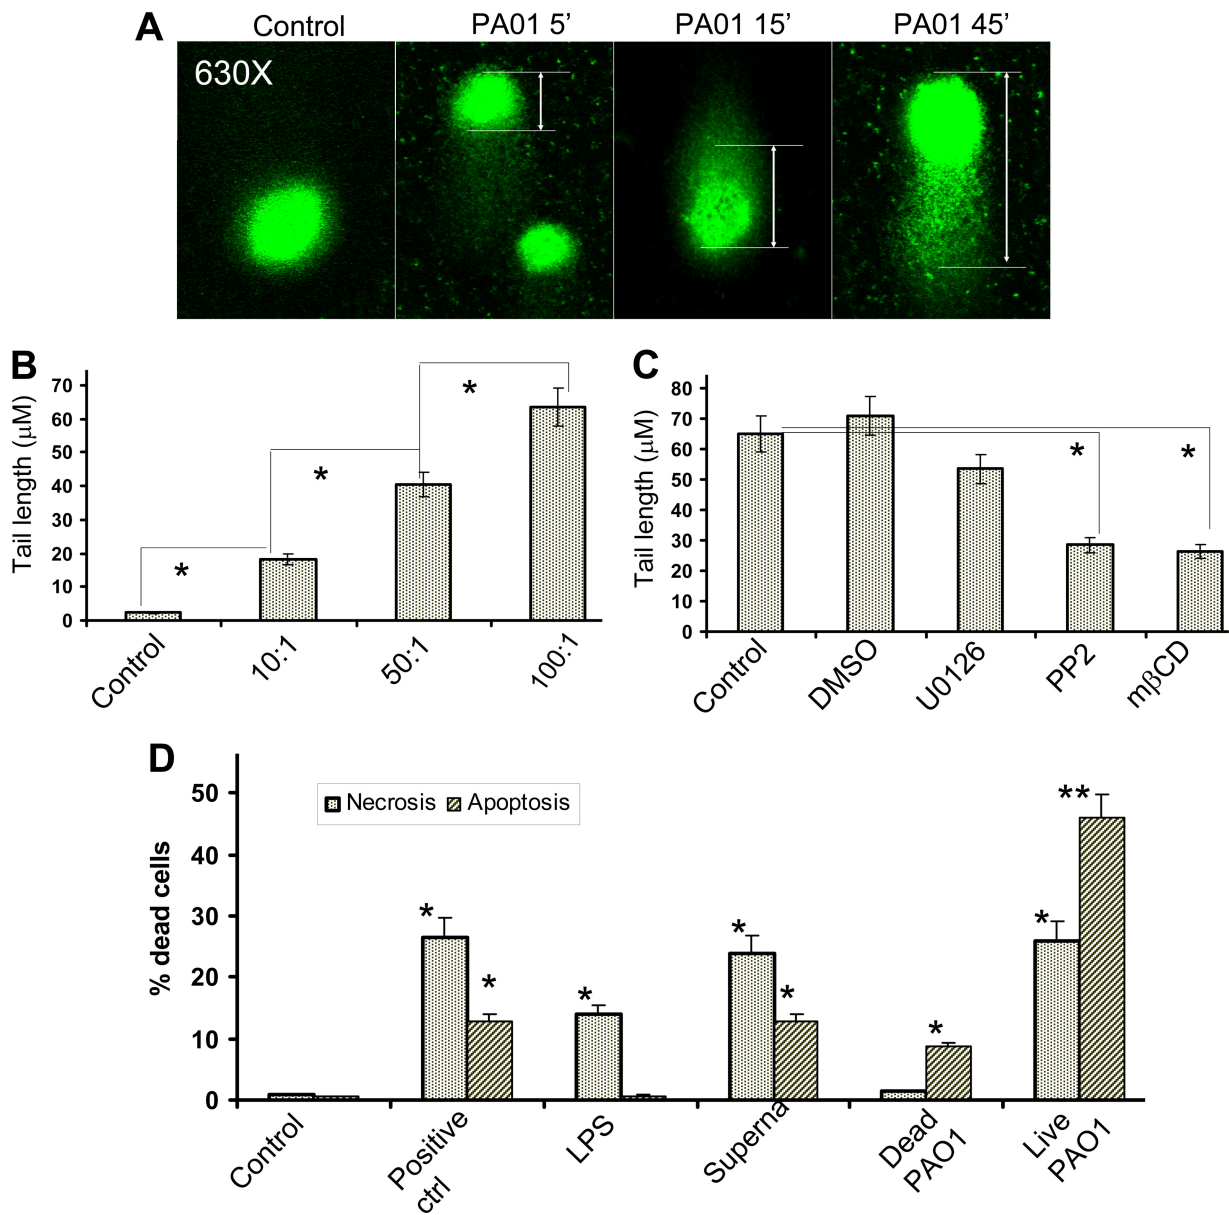 A
Control
PA01 5’
PA01 15’
PA01 45’
630X
B
Tail length (μM)
70
60
50
40
30
20
10
0
*
*
*
Control
10:1
50:1
100:1
C
Tail length (μM)
80
70
60
50
40
30
20
10
0
*
*
Control
DMSO
U0126
PP2
mβCD
D
% dead cells
50
40
30
20
10
0
Necrosis
Apoptosis
*
*
*
*
*
*
*
**
Control
Positive
ctrl
LPS
Superna
Dead
PAO1
Live
PAO1